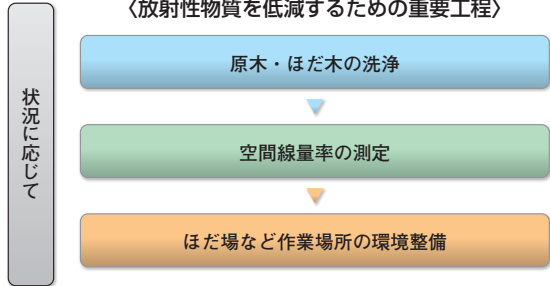 〈放射性物質を低減するための重要工程〉
状況に応じて
原木・ほだ木の洗浄
空間線量率の測定
ほだ場など作業場所の環境整備